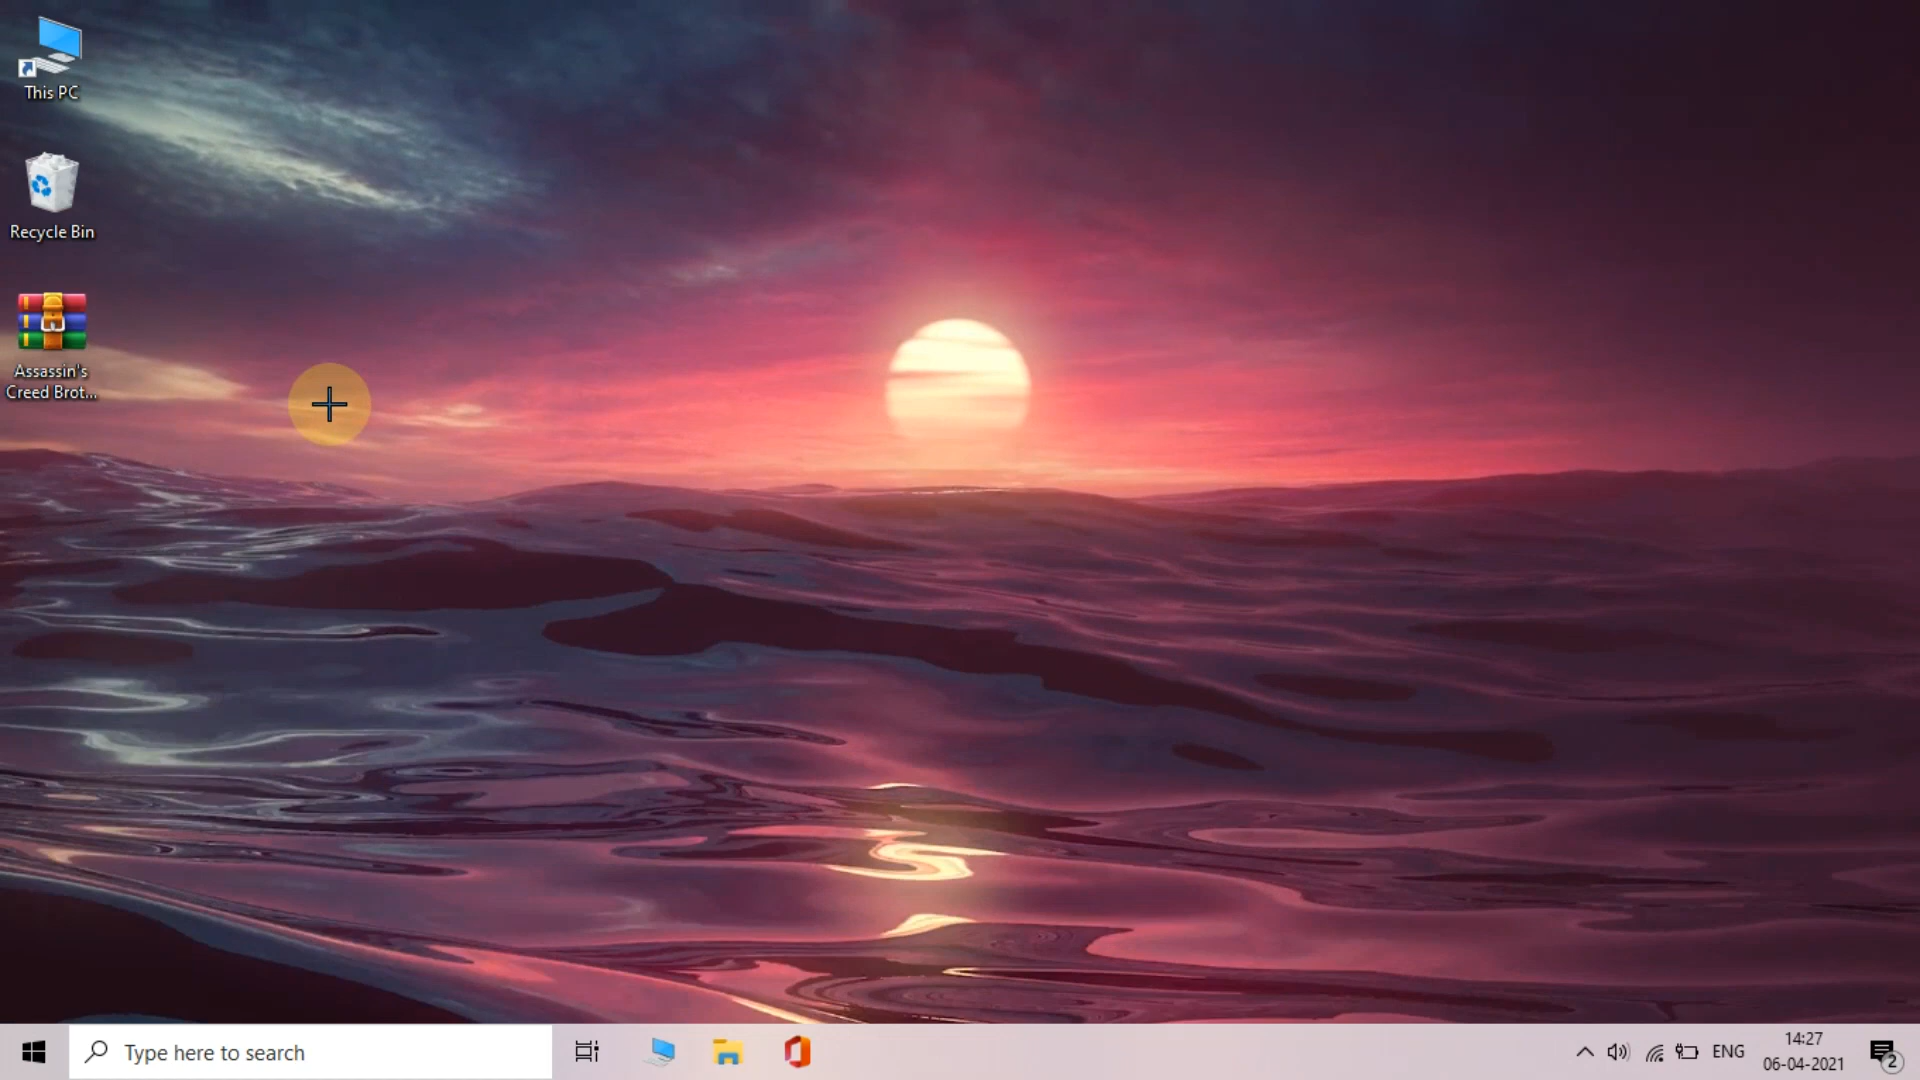 This PC
Recycle Bin
Assassin's
Creed Brot...
Type here to search
ENG
14:27
06-04-2021
2